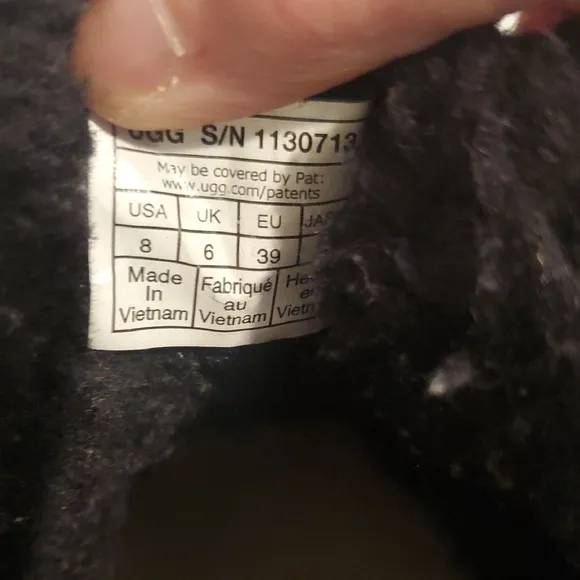 UGG S/N 1130713
May be covered by Pat:
www.ugg.com/patents
USA UK EU
8 6 39
Made In Vietnam
Fabriqué au Vietnam